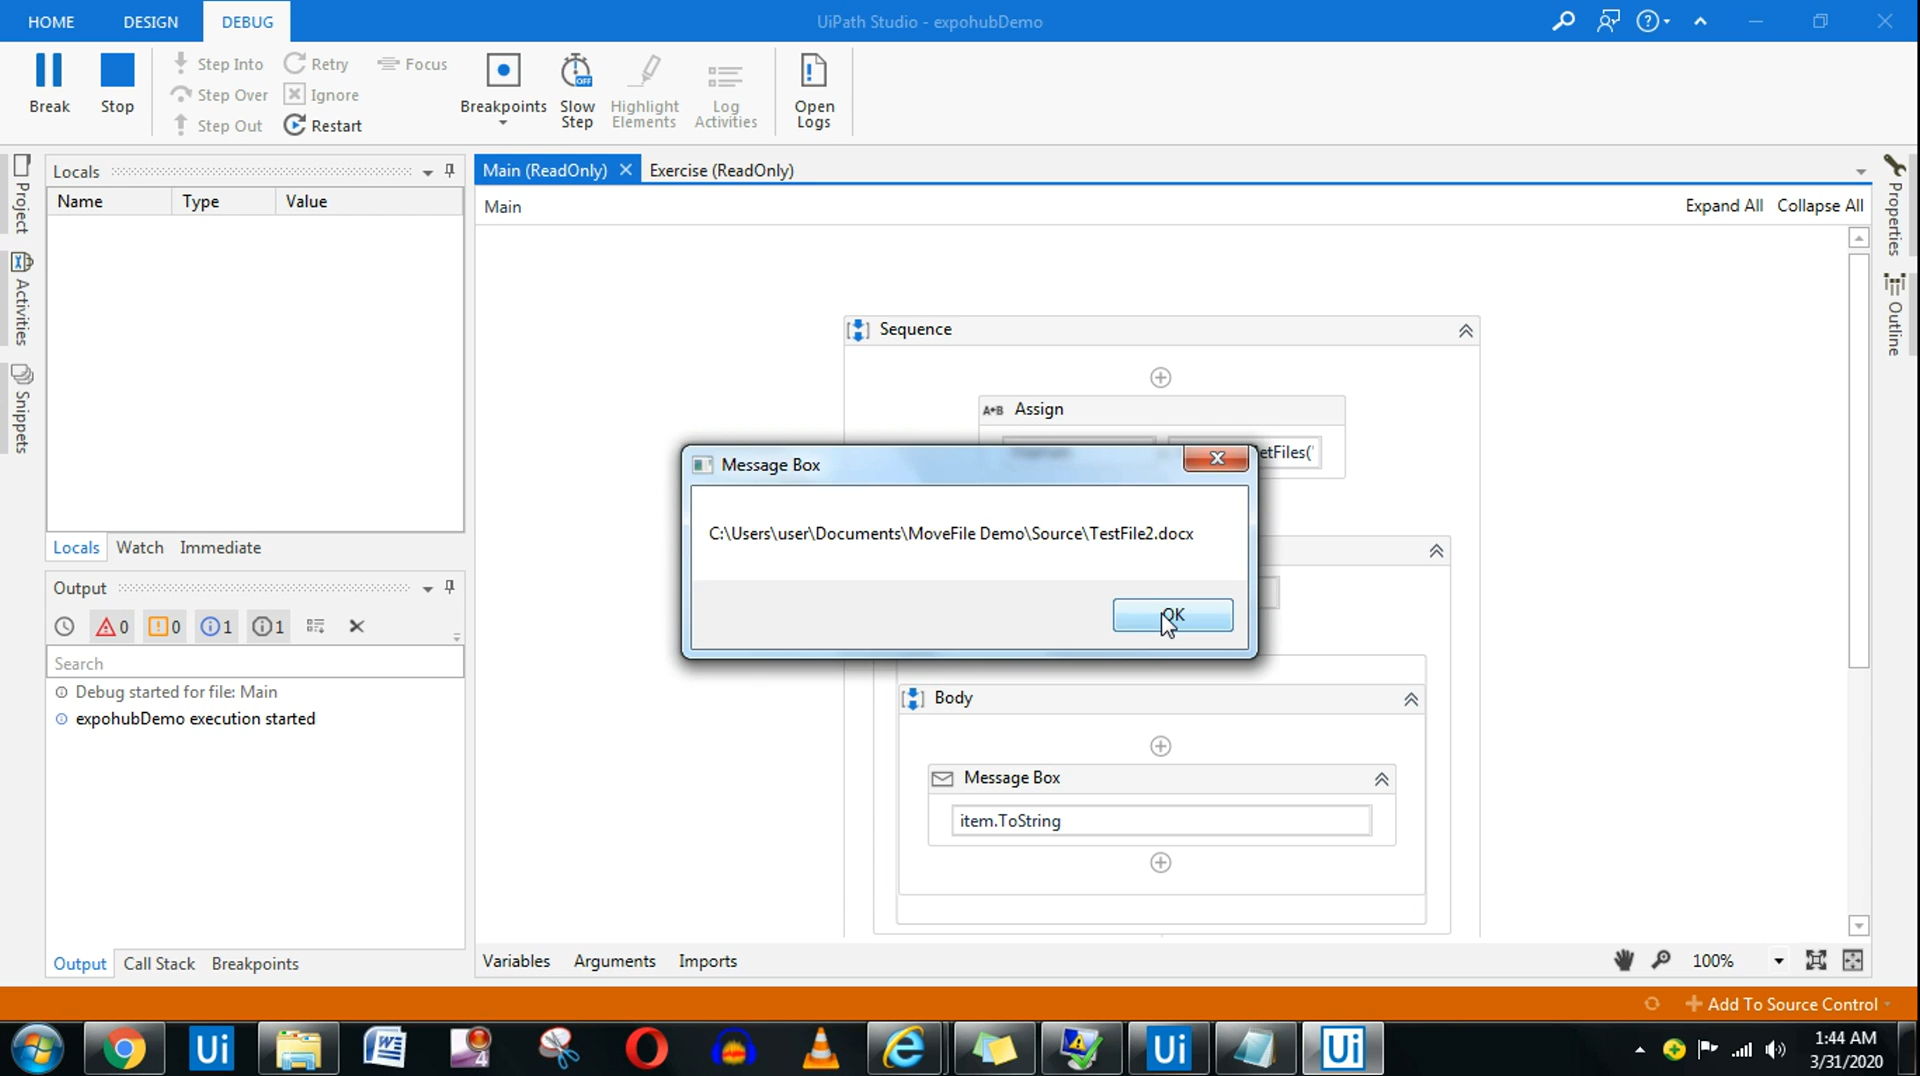 HOME DESIGN DEBUG UiPath Studio - expohubDemo
Break Stop Step Into Step Over Step Out Retry Ignore Restart Focus
Breakpoints
Slow
Step
Highlight
Elements
Log
Activities
Open
Logs
OFF
Project
Activities
Snippets
Locals
Name Type Value
Locals Watch Immediate
Output
0 0 1 1
Search
Debug started for file: Main
expohubDemo execution started
Output Call Stack Breakpoints
Main (ReadOnly) Exercise (ReadOnly)
Main Expand All Collapse All
Sequence
A+B Assign
etFiles('
Message Box
C:\Users\user\Documents\MoveFile Demo\Source\TestFile2.docx
OK
Body
Message Box
item.ToString
Variables Arguments Imports 100%
Properties
Outline
Add To Source Control
Ui W 4 Ui Ui
1:44 AM
3/31/2020